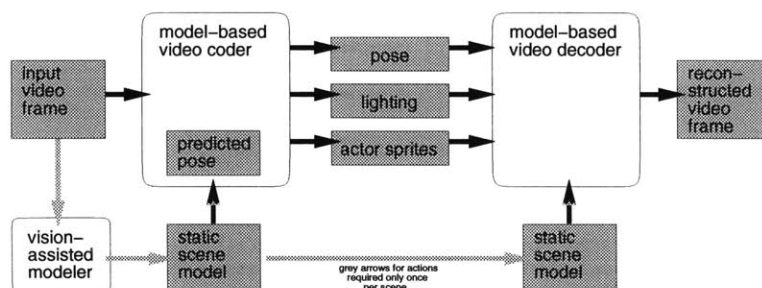 model–based
video coder
model–based
video decoder
input
video
frame
pose
lighting
actor sprites
predicted
pose
recon–
structed
video
frame
vision–
assisted
modeler
static
scene
model
grey arrows for actions
required only once
per scene
static
scene
model